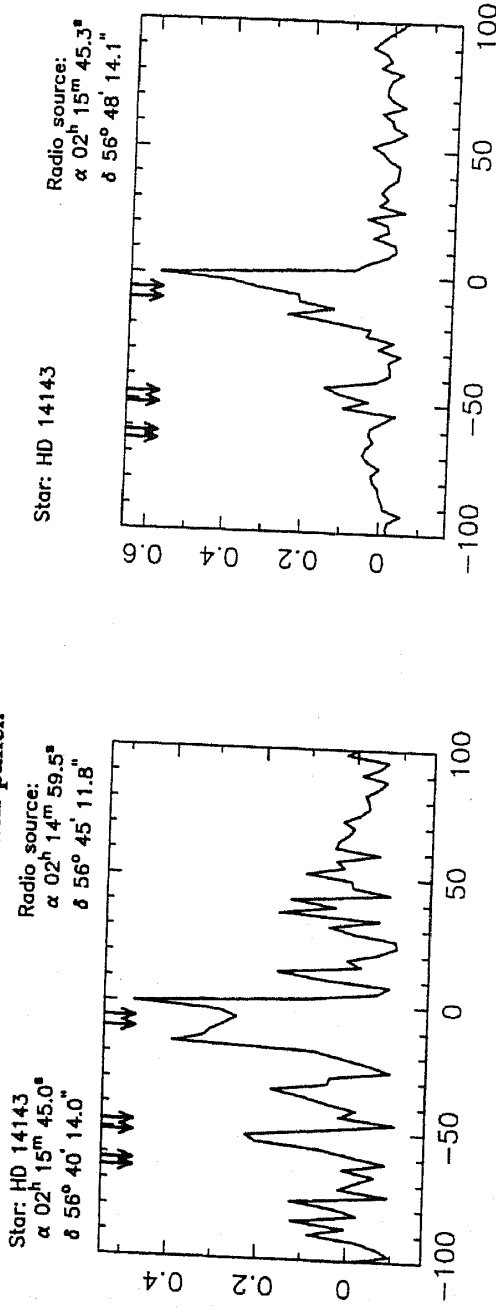 Star: HD 14143
α 02ʰ 15ᵐ 45.0ˢ
δ 56° 40' 14.0"
Radio source:
α 02ʰ 14ᵐ 59.5ˢ
δ 56° 45' 11.8"
0.4
0.2
0
−100
−50
0
50
100
Star: HD 14143
Radio source:
α 02ʰ 15ᵐ 45.3ˢ
δ 56° 48' 14.1"
0.6
0.4
0.2
0
−100
−50
0
50
100